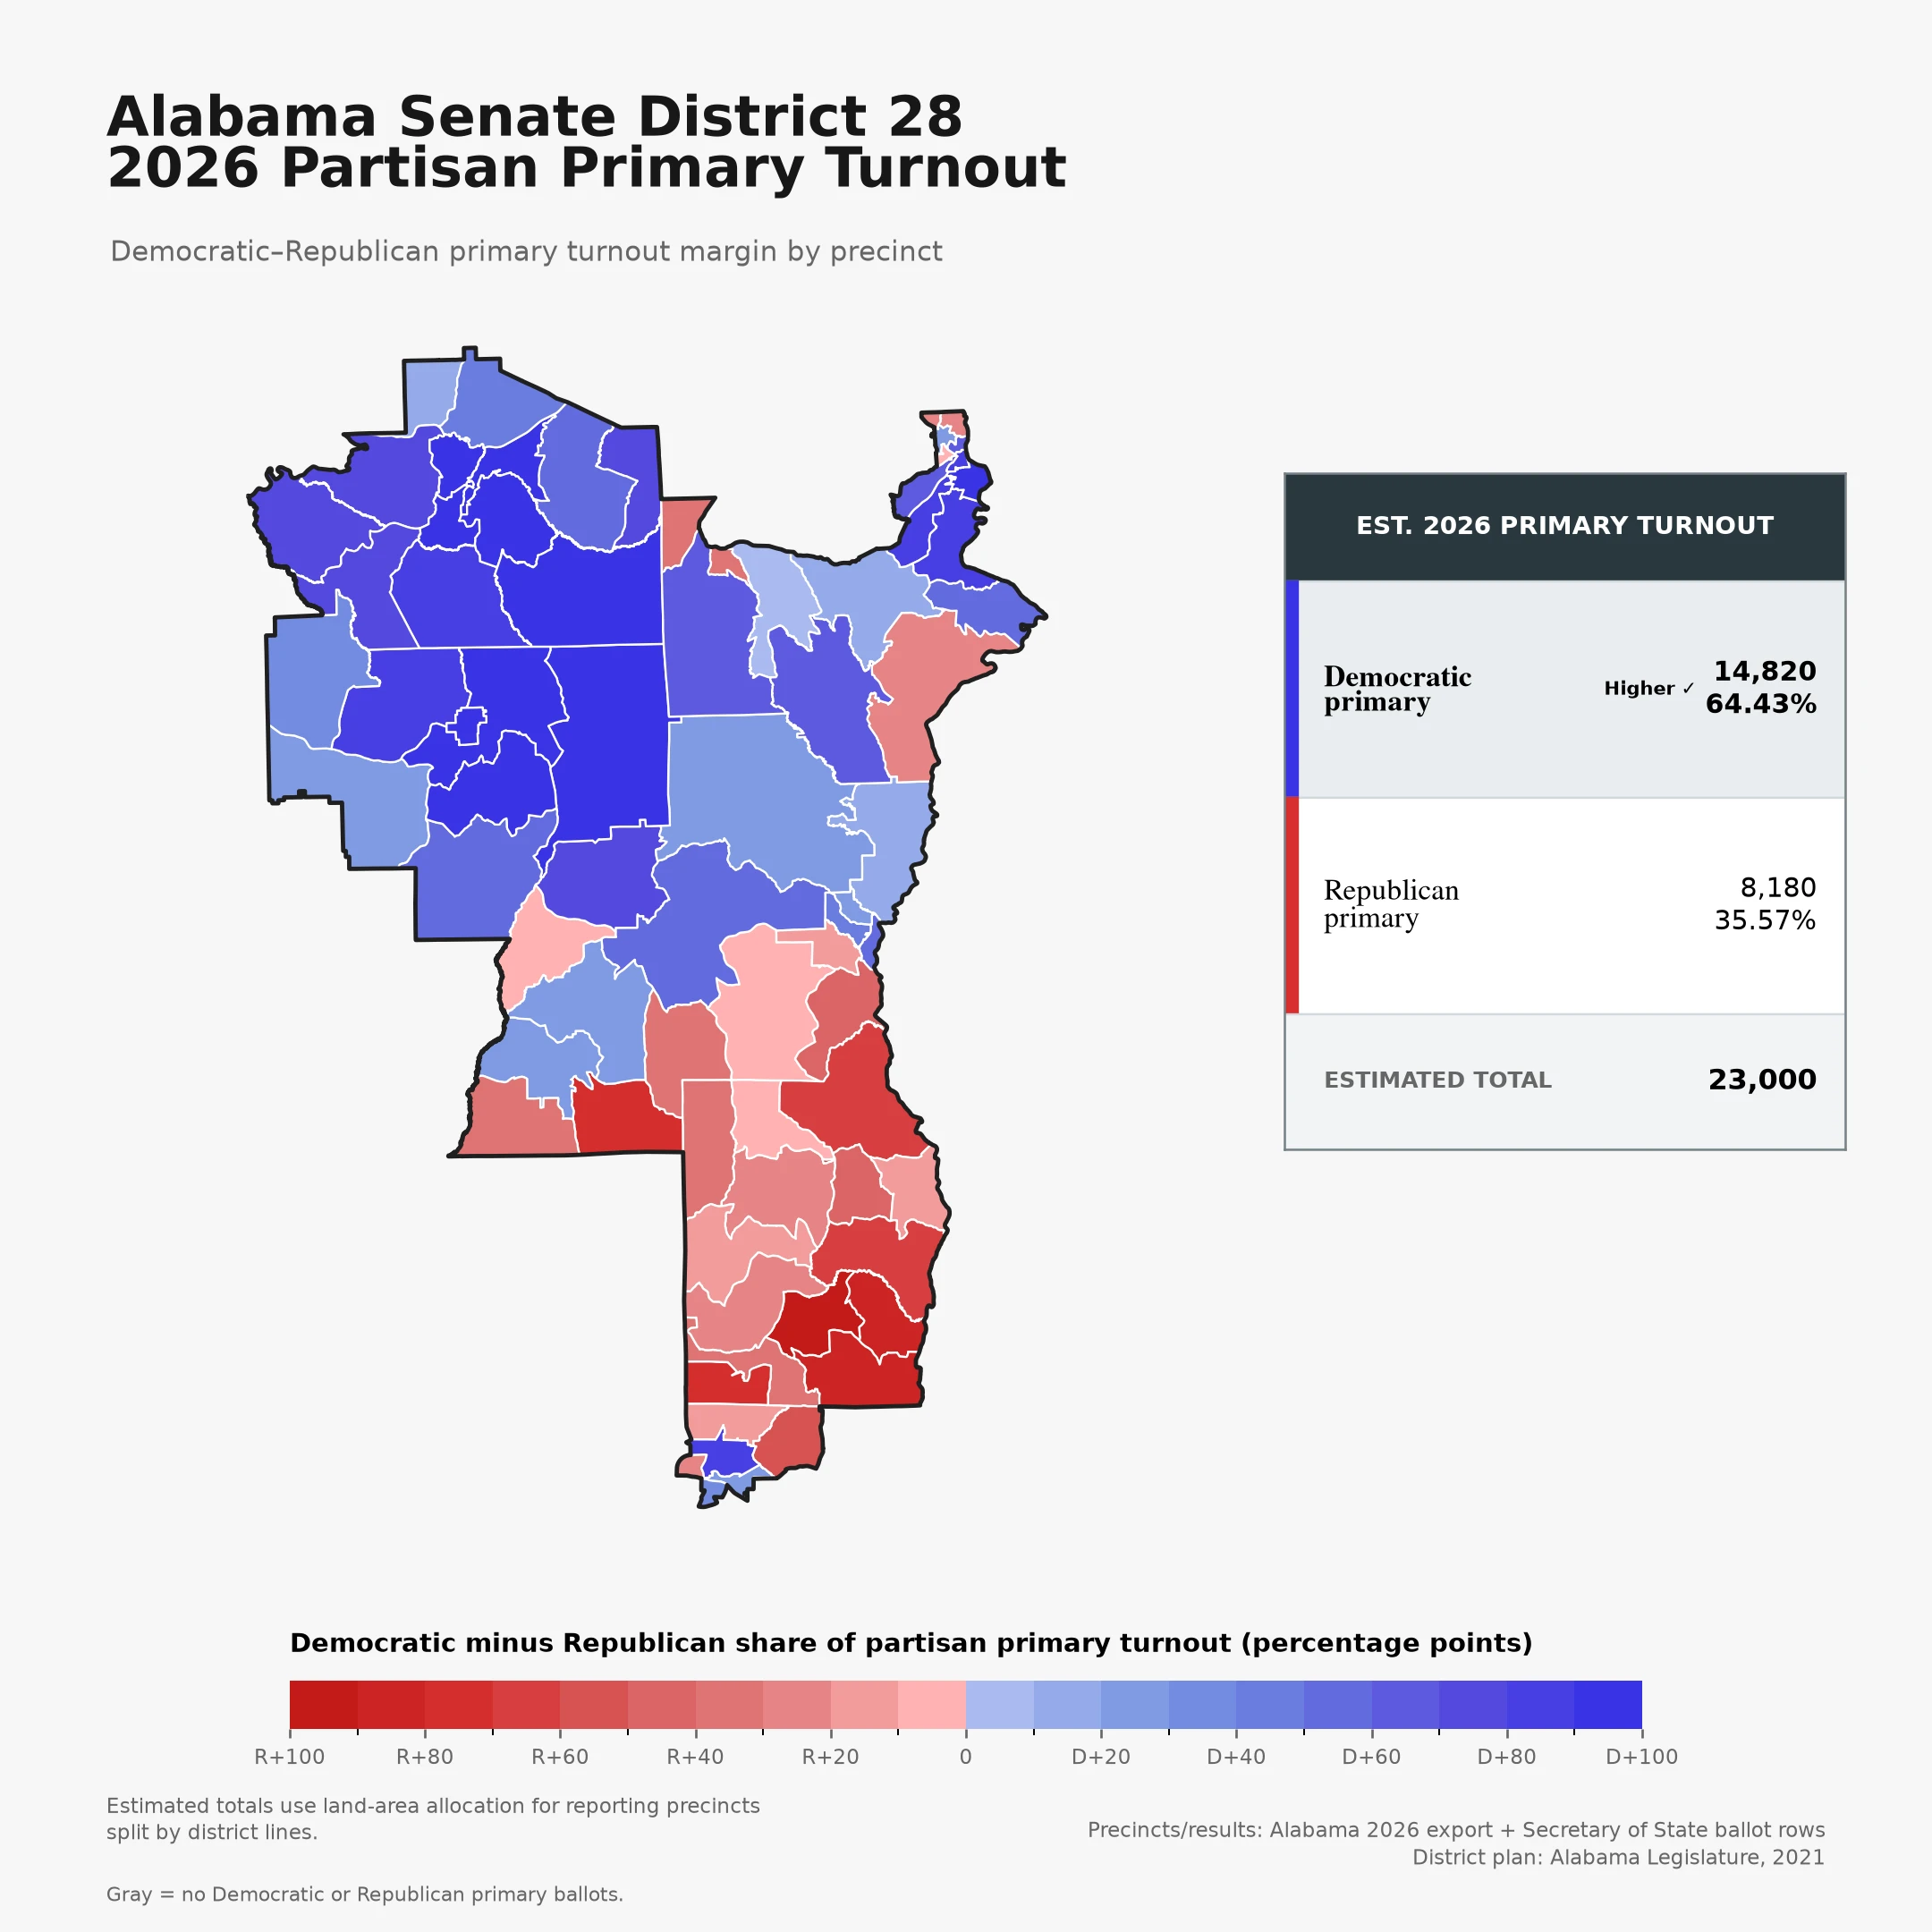 Alabama Senate District 28
2026 Partisan Primary Turnout
Democratic–Republican primary turnout margin by precinct
EST. 2026 PRIMARY TURNOUT
Democratic
primary
Higher ✓
14,820
64.43%
Republican
primary
8,180
35.57%
ESTIMATED TOTAL
23,000
Democratic minus Republican share of partisan primary turnout (percentage points)
R+100 R+80 R+60 R+40 R+20 0 D+20 D+40 D+60 D+80 D+100
Estimated totals use land-area allocation for reporting precincts
split by district lines.
Gray = no Democratic or Republican primary ballots.
Precincts/results: Alabama 2026 export + Secretary of State ballot rows
District plan: Alabama Legislature, 2021